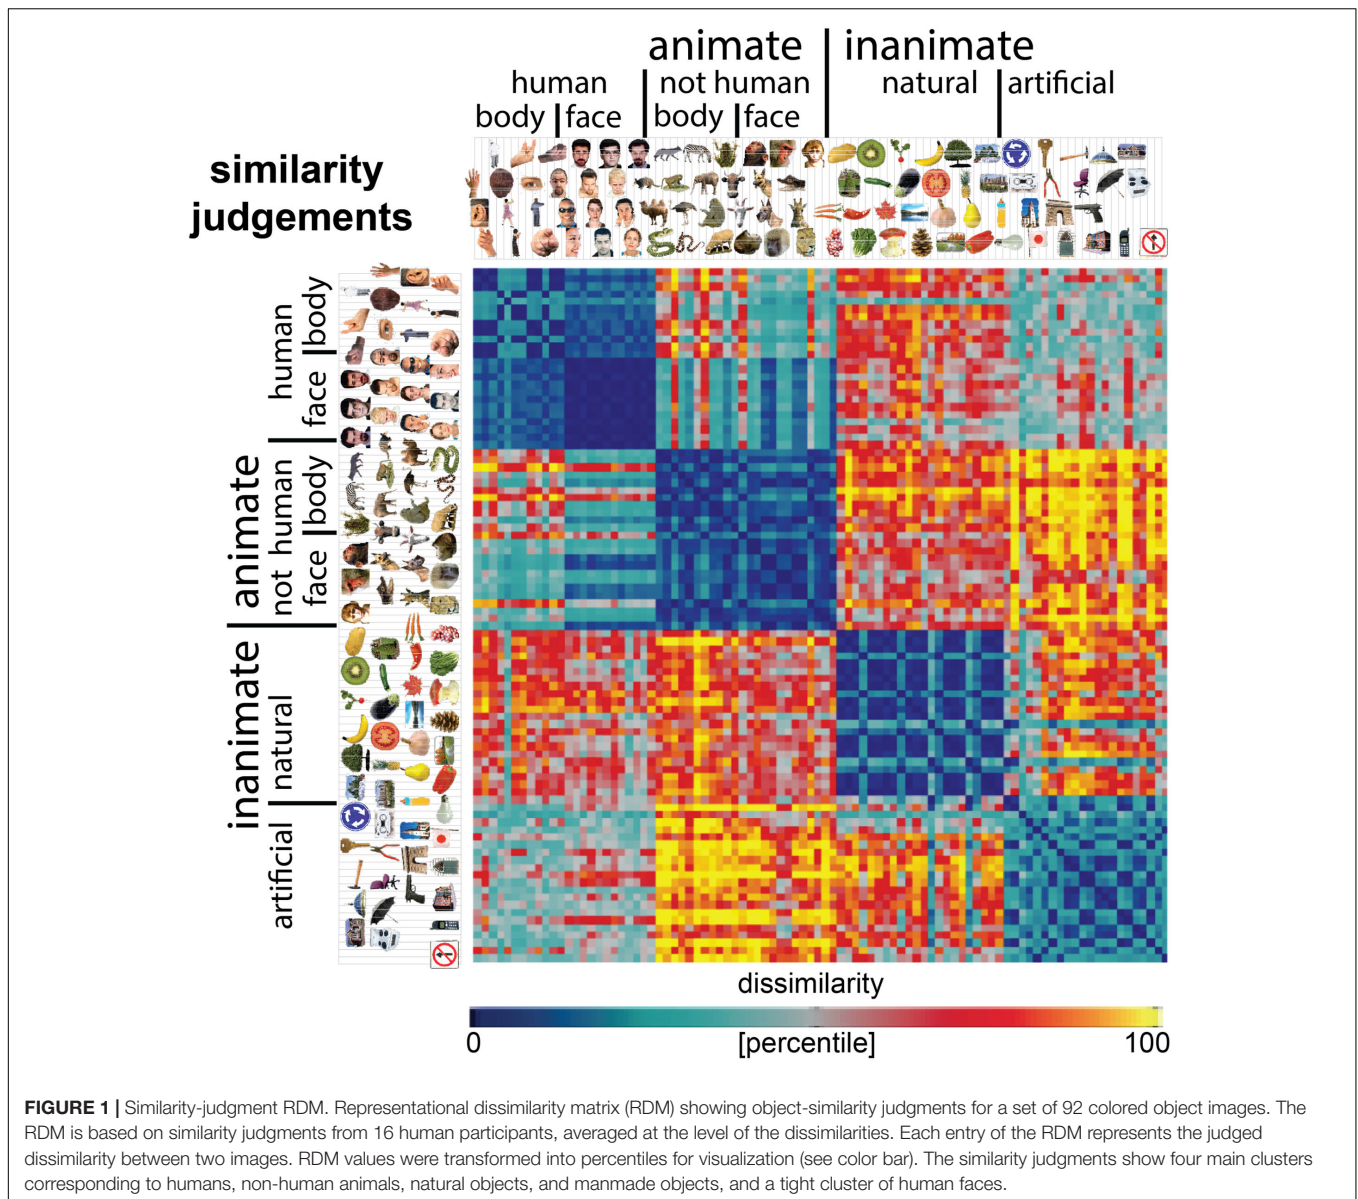 animate inanimate
human not human natural artificial
body face body face
similarity
judgements
human
body
face
animate
not human
body
face
inanimate
natural
artificial
dissimilarity
0 [percentile] 100
FIGURE 1 | Similarity-judgment RDM. Representational dissimilarity matrix (RDM) showing object-similarity judgments for a set of 92 colored object images. The
RDM is based on similarity judgments from 16 human participants, averaged at the level of the dissimilarities. Each entry of the RDM represents the judged
dissimilarity between two images. RDM values were transformed into percentiles for visualization (see color bar). The similarity judgments show four main clusters
corresponding to humans, non-human animals, natural objects, and manmade objects, and a tight cluster of human faces.